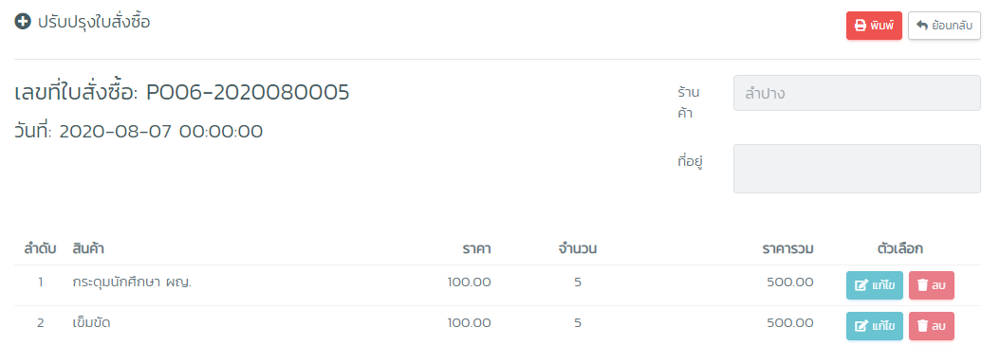 ปรับปรุงใบสั่งซื้อ
พิมพ์
ย้อนกลับ
เลขที่ใบสั่งซื้อ: PO06-2020080005
วันที่: 2020-08-07 00:00:00
ร้าน
ค้า
ลำปาง
ที่อยู่
ลำดับ สินค้า ราคา จำนวน ราคารวม ตัวเลือก
1 กระดุมนักศึกษา ผญ. 100.00 5 500.00 แก้ไข ลบ
2 เข็มขัด 100.00 5 500.00 แก้ไข ลบ